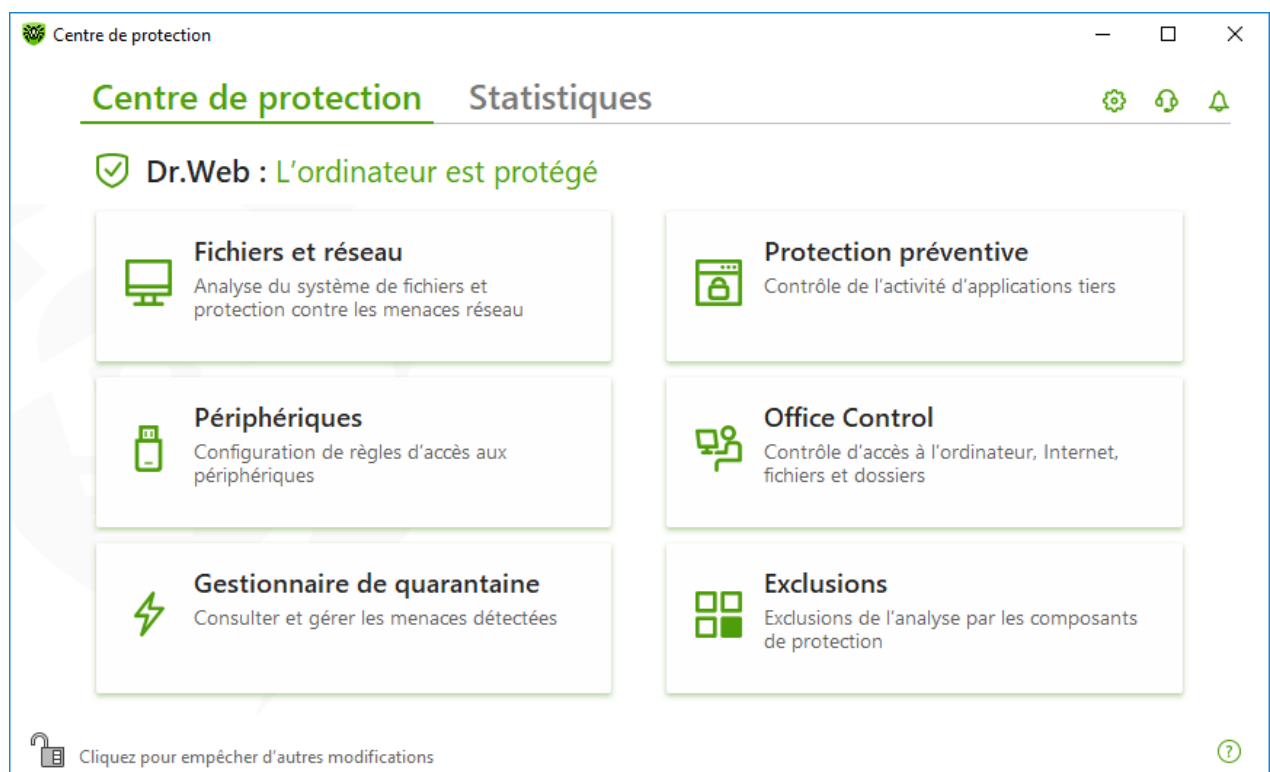 Centre de protection
Centre de protection Statistiques
Dr.Web : L'ordinateur est protégé
Fichiers et réseau
Analyse du système de fichiers et
protection contre les menaces réseau
Protection préventive
Contrôle de l'activité d'applications tiers
Périphériques
Configuration de règles d'accès aux
périphériques
Office Control
Contrôle d'accès à l'ordinateur, Internet,
fichiers et dossiers
Gestionnaire de quarantaine
Consulter et gérer les menaces détectées
Exclusions
Exclusions de l'analyse par les composants
de protection
Cliquez pour empêcher d'autres modifications
?